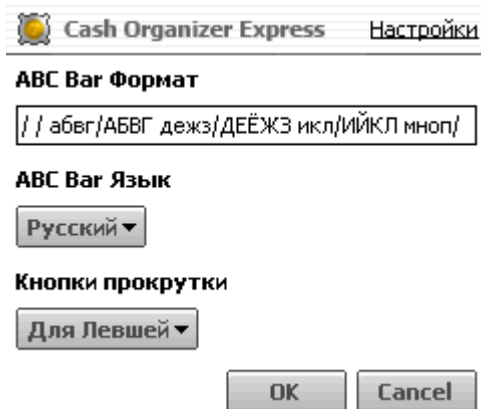 Cash Organizer Express Настройки
ABC Bar Формат
/ / абвг/АБВГ дежз/ДЕЁЖЗ икл/ИЙКЛ мноп/
ABC Bar Язык
Русский
Кнопки прокрутки
Для Левшей
OK Cancel